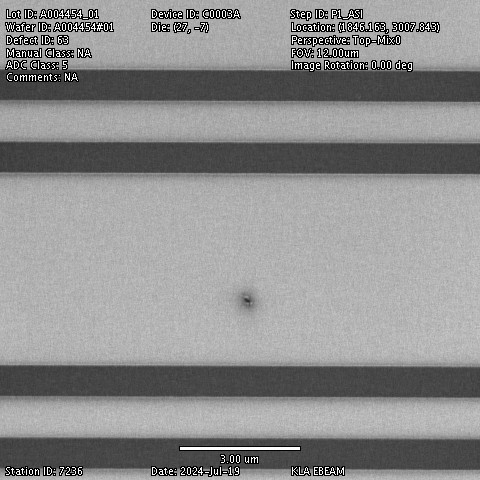 Lot ID: A004454_01
Wafer ID: A004454#01
Defect ID: 63
Manual Class: NA
ADC Class: 5
Comments: NA
Device ID: C0003A
Die: (27, -7)
Step ID: P1_ASI
Location: (1846.163, 3007.843)
Perspective: Top-Mix0
FOV: 12.00um
Image Rotation: 0.00 deg
3.00 um
Station ID: 7236
Date: 2024-Jul-19
KLA EBEAM